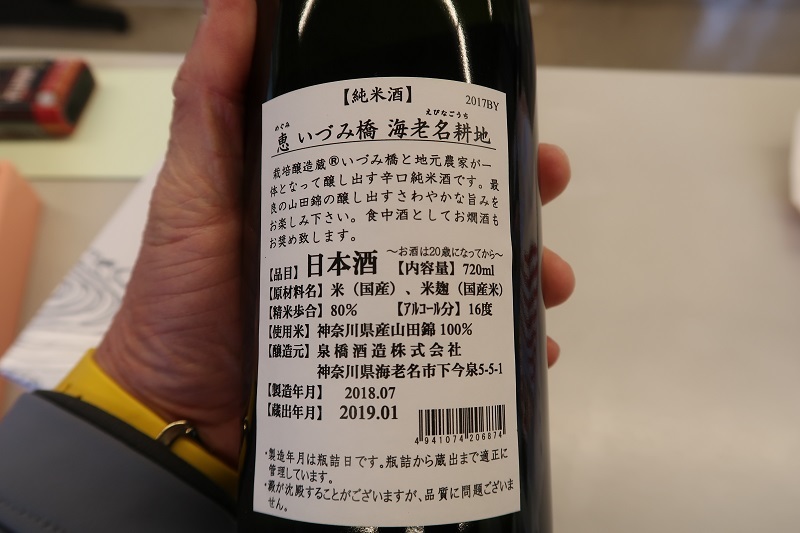 【純米酒】
2017BY
めぐみ
えびなごうち
恵 いづみ橋 海老名耕地
栽培醸造蔵®いづみ橋と地元農家が一
体となって醸し出す辛口純米酒です。最
良の山田錦の醸し出すさわやかな旨みを
お楽しみ下さい。食中酒としてお燗酒も
お奨め致します。
～お酒は20歳になってから～
【品目】日本酒 【内容量】720ml
【原材料名】米(国産)、米麹(国産米)
【精米歩合】80% 【アルコール分】16度
【使用米】神奈川県産山田錦100%
【醸造元】泉橋酒造株式会社
神奈川県海老名市下今泉5-5-1
【製造年月】 2018.07
【蔵出年月】 2019.01
4941074206874
・製造年月は瓶詰日です。瓶詰から蔵出まで適正に
管理しています。
・澱が沈殿することがございますが、品質に問題ございま
せん。